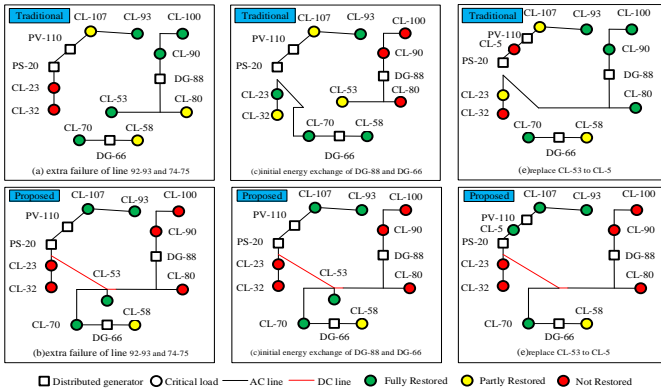 Traditional
CL-107
CL-93
CL-100
PV-110
CL-90
PS-20
DG-88
CL-23
CL-53
CL-80
CL-32
CL-70
CL-58
DG-66
(a) extra failure of line 92-93 and 74-75
Traditional
CL-107
CL-93
CL-100
PV-110
CL-90
PS-20
DG-88
CL-23
CL-53
CL-80
CL-32
CL-70
CL-58
DG-66
(c)initial energy exchange of DG-88 and DG-66
Traditional
CL-107
CL-93
CL-100
PV-110
CL-5
CL-90
PS-20
DG-88
CL-23
CL-80
CL-32
CL-70
CL-58
DG-66
(e)replace CL-53 to CL-5
Proposed
CL-107
CL-93
CL-100
PV-110
CL-90
PS-20
DG-88
CL-23
CL-53
CL-80
CL-32
CL-58
CL-70
DG-66
(b)extra failure of line 92-93 and 74-75
Proposed
CL-107
CL-93
CL-100
PV-110
CL-90
PS-20
DG-88
CL-23
CL-53
CL-80
CL-32
CL-58
CL-70
DG-66
(c)initial energy exchange of DG-88 and DG-66
Proposed
CL-107
CL-93
CL-100
PV-110
CL-5
CL-90
PS-20
DG-88
CL-23
CL-80
CL-32
CL-58
CL-70
DG-66
(e)replace CL-53 to CL-5
Distributed generator Critical load AC line DC line Fully Restored Partly Restored Not Restored